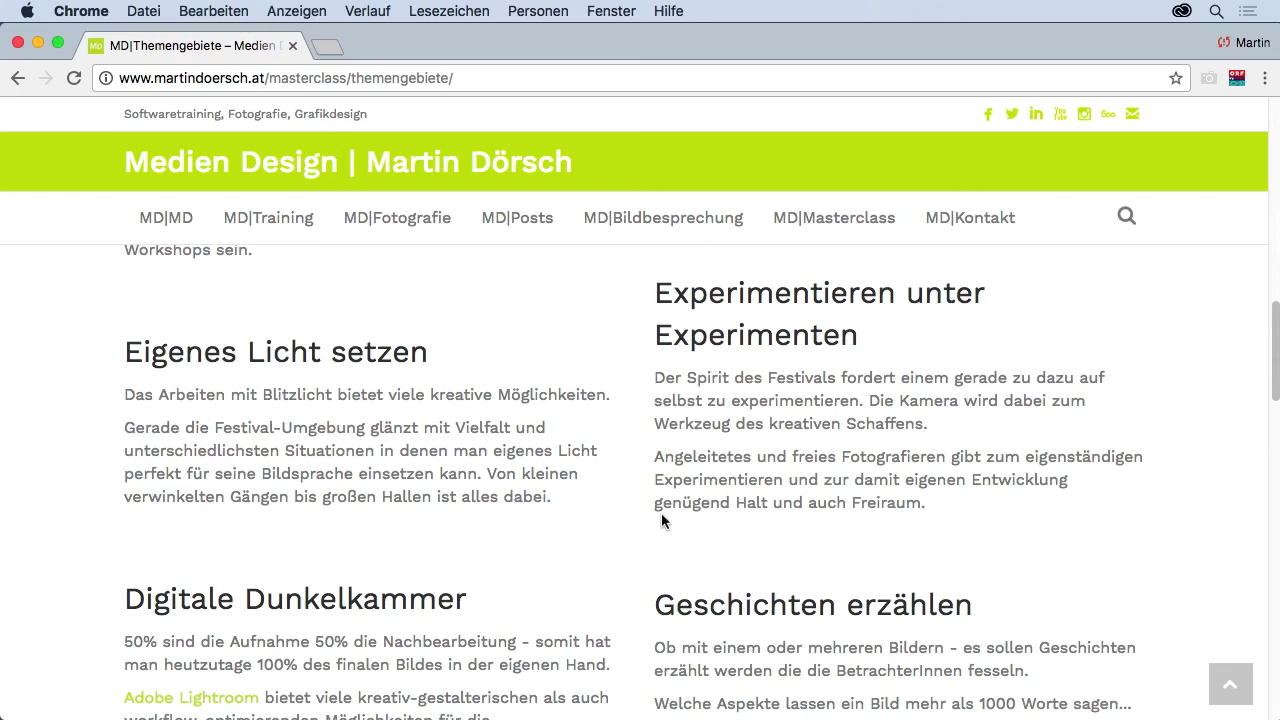 Chrome Datei Bearbeiten Anzeigen Verlauf Lesezeichen Personen Fenster Hilfe
MD|Themengebiete – Medien
Martin
www.martindoersch.at/masterclass/themengebiete/
Softwaretraining, Fotografie, Grafikdesign
Medien Design | Martin Dörsch
MD|MD MD|Training MD|Fotografie MD|Posts MD|Bildbesprechung MD|Masterclass MD|Kontakt
Workshops sein.
Eigenes Licht setzen
Das Arbeiten mit Blitzlicht bietet viele kreative Möglichkeiten.
Gerade die Festival-Umgebung glänzt mit Vielfalt und
unterschiedlichsten Situationen in denen man eigenes Licht
perfekt für seine Bildsprache einsetzen kann. Von kleinen
verwinkelten Gängen bis großen Hallen ist alles dabei.
Digitale Dunkelkammer
50% sind die Aufnahme 50% die Nachbearbeitung - somit hat
man heutzutage 100% des finalen Bildes in der eigenen Hand.
Adobe Lightroom bietet viele kreativ-gestalterischen als auch
workflow-optimierenden Möglichkeiten für die
Experimentieren unter
Experimenten
Der Spirit des Festivals fordert einem gerade zu dazu auf
selbst zu experimentieren. Die Kamera wird dabei zum
Werkzeug des kreativen Schaffens.
Angeleitetes und freies Fotografieren gibt zum eigenständigen
Experimentieren und zur damit eigenen Entwicklung
genügend Halt und auch Freiraum.
Geschichten erzählen
Ob mit einem oder mehreren Bildern - es sollen Geschichten
erzählt werden die die BetrachterInnen fesseln.
Welche Aspekte lassen ein Bild mehr als 1000 Worte sagen...